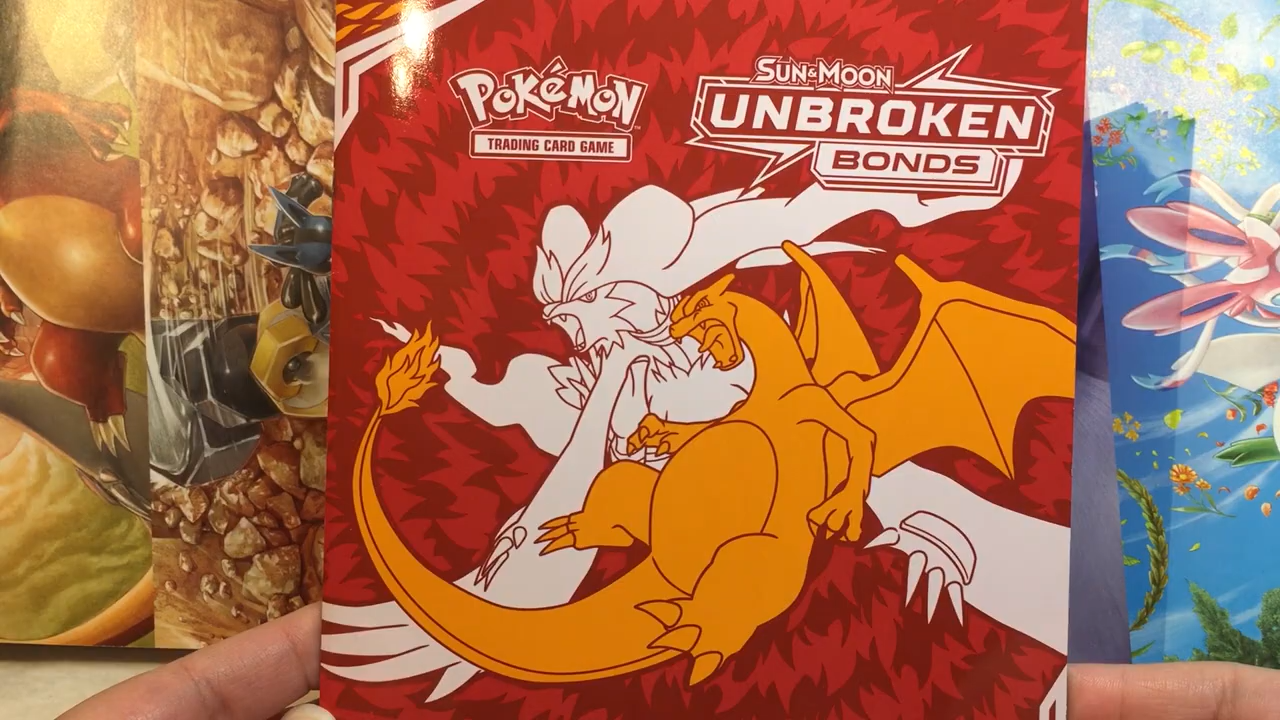 POKéMON
TRADING CARD GAME
SUN & MOON
UNBROKEN
BONDS